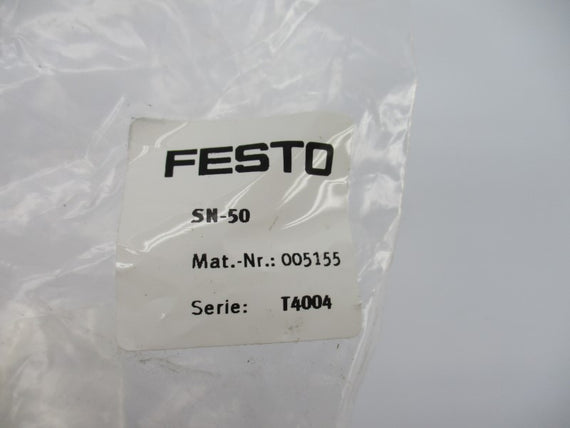 FESTO
SN-50
Mat.-Nr.: 005155
Serie: T4004